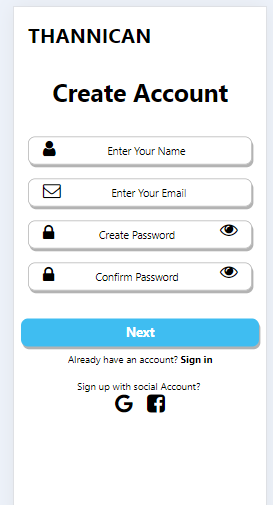 THANNICAN
Create Account
Enter Your Name
Enter Your Email
Create Password
Confirm Password
Next
Already have an account? Sign in
Sign up with social Account?